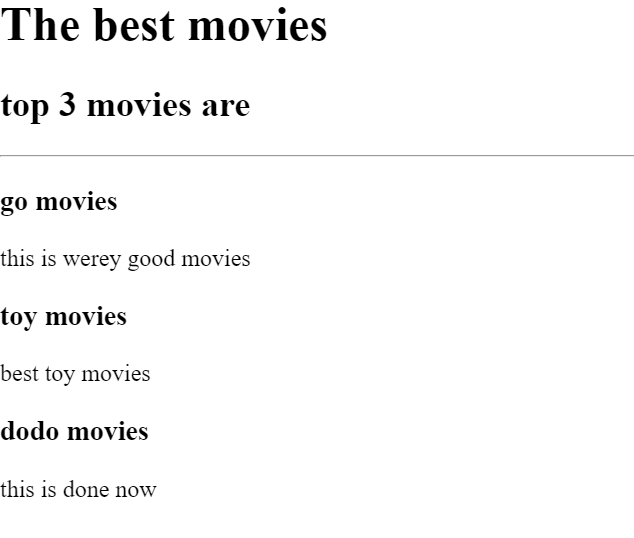 The best movies
top 3 movies are
go movies
this is werey good movies
toy movies
best toy movies
dodo movies
this is done now